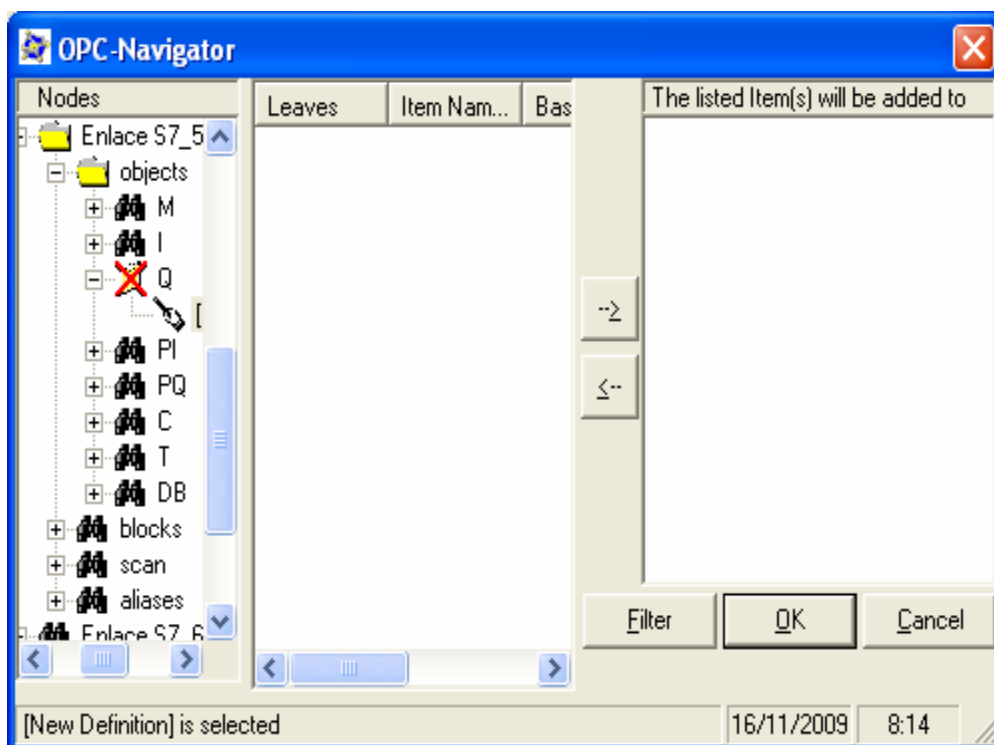 OPC-Navigator
Nodes
Enlace S7_5
objects
M
I
Q
[
PI
PQ
C
T
DB
blocks
scan
aliases
Enlace S7_6
Leaves Item Nam... Bas
-->
<--
The listed Item(s) will be added to
Filter OK Cancel
[New Definition] is selected 16/11/2009 8:14